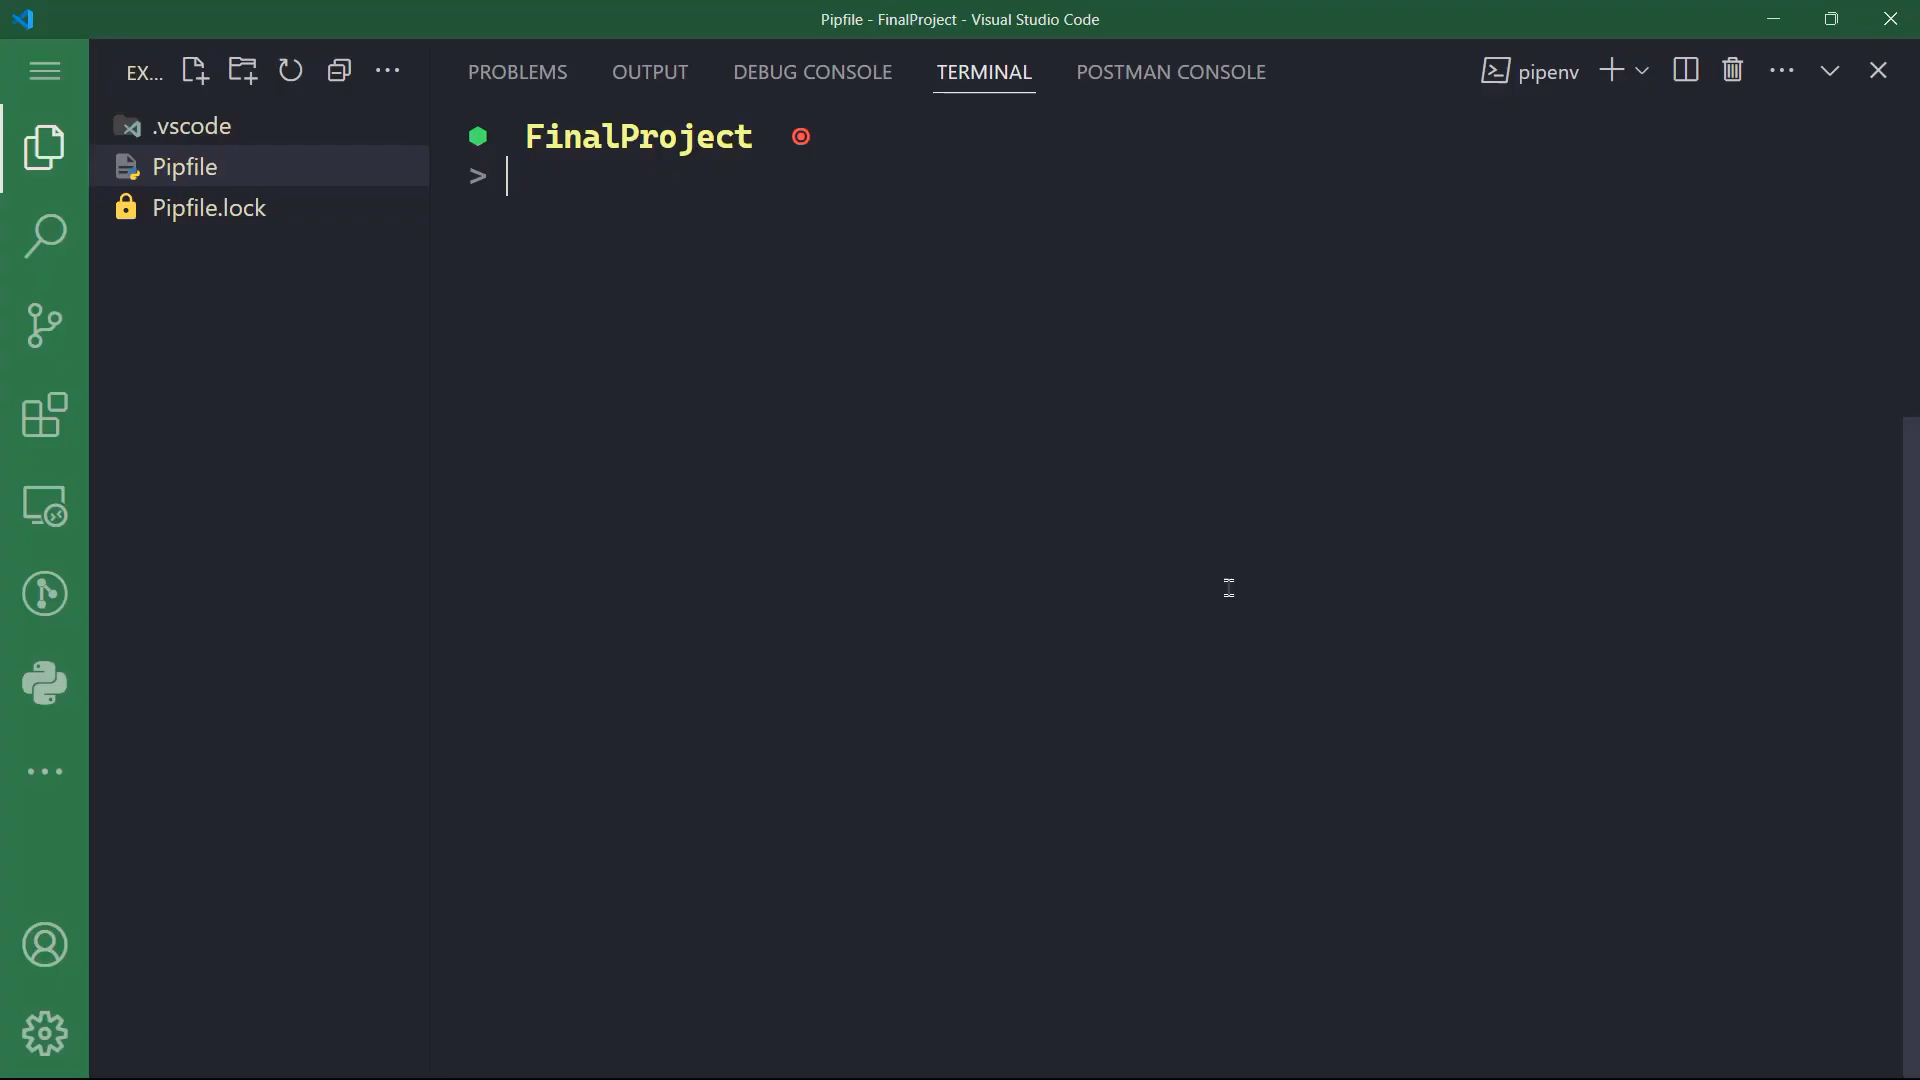 Pipfile - FinalProject - Visual Studio Code
EX...
PROBLEMS OUTPUT DEBUG CONSOLE TERMINAL POSTMAN CONSOLE
pipenv
.vscode
Pipfile
Pipfile.lock
FinalProject
>